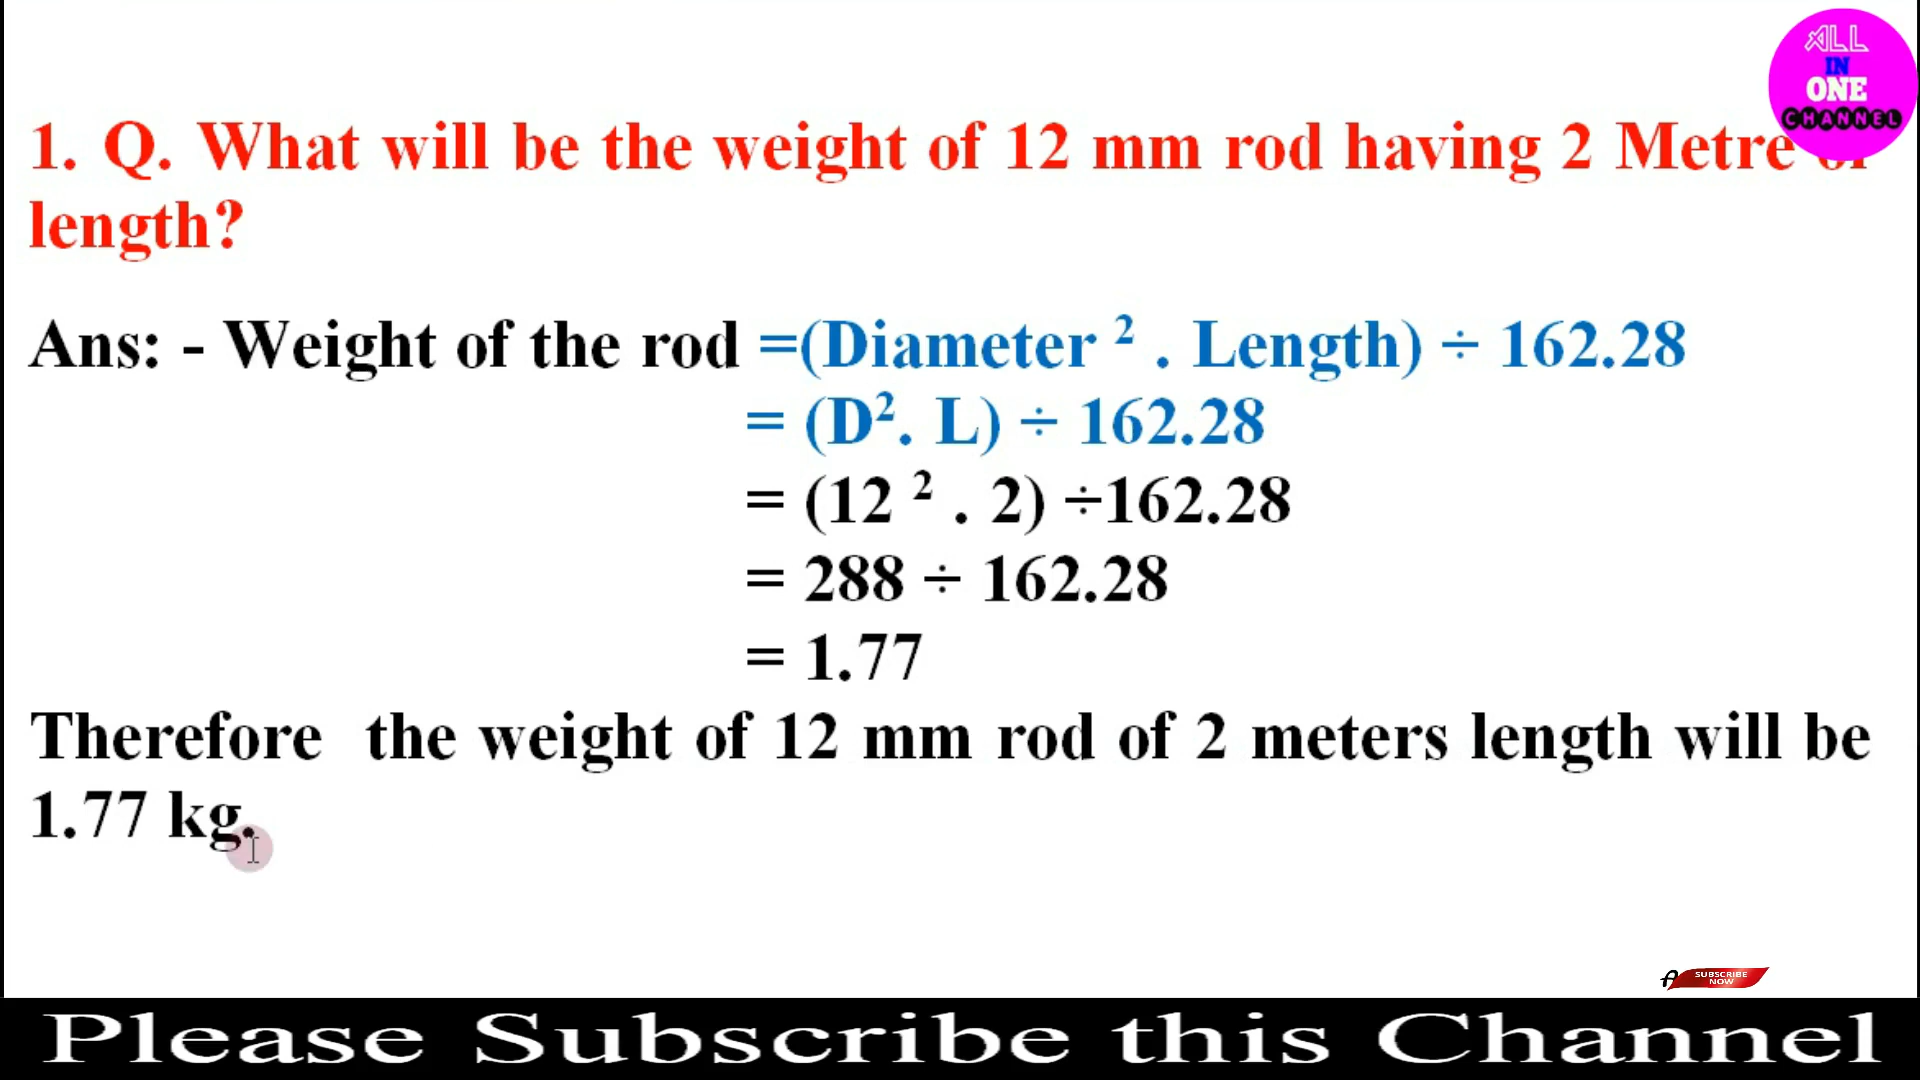 ALL
IN
ONE
CHANNEL
1. Q. What will be the weight of 12 mm rod having 2 Metre of
length?
Ans: - Weight of the rod =(Diameter ² . Length) ÷ 162.28
= (D². L) ÷ 162.28
= (12 ² . 2) ÷162.28
= 288 ÷ 162.28
= 1.77
Therefore the weight of 12 mm rod of 2 meters length will be
1.77 kg.
SUBSCRIBE
NOW
Please Subscribe this Channel